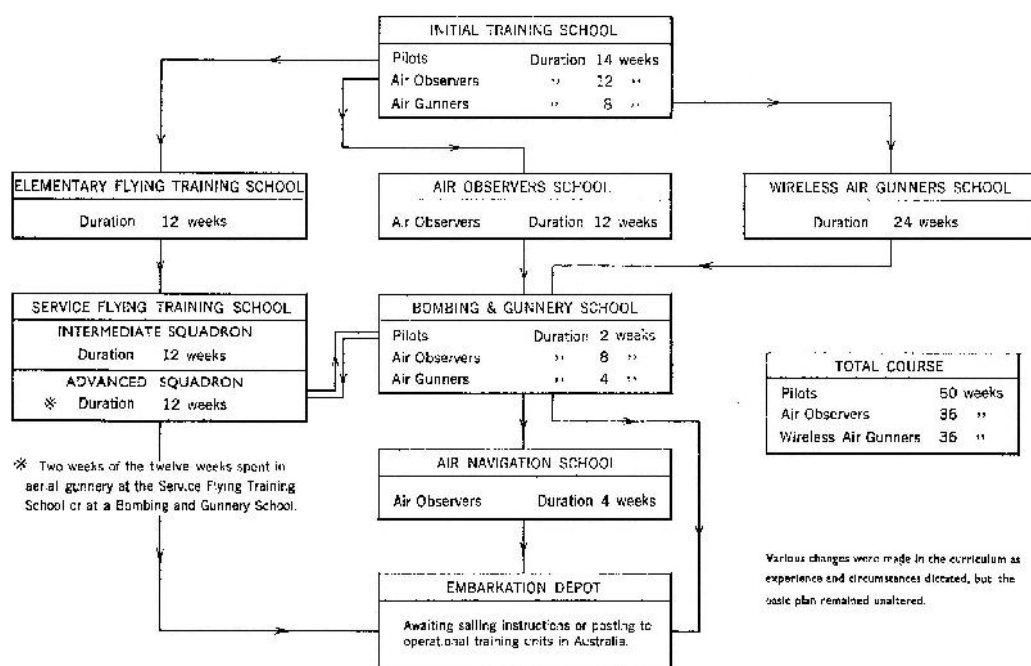 INITIAL TRAINING SCHOOL
Pilots Duration 14 weeks
Air Observers ,, 12 ,,
Air Gunners ,, 8 ,,
ELEMENTARY FLYING TRAINING SCHOOL
Duration 12 weeks
AIR OBSERVERS SCHOOL
Air Observers Duration 12 weeks
WIRELESS AIR GUNNERS SCHOOL
Duration 24 weeks
SERVICE FLYING TRAINING SCHOOL
INTERMEDIATE SQUADRON
Duration 12 weeks
ADVANCED SQUADRON
※ Duration 12 weeks
BOMBING & GUNNERY SCHOOL
Pilots Duration 2 weeks
Air Observers ,, 8 ,,
Air Gunners ,, 4 ,,
TOTAL COURSE
Pilots 50 weeks
Air Observers 36 ,,
Wireless Air Gunners 36 ,,
※ Two weeks of the twelve weeks spent in
aerial gunnery at the Service Flying Training
School or at a Bombing and Gunnery School.
AIR NAVIGATION SCHOOL
Air Observers Duration 4 weeks
EMBARKATION DEPOT
Awaiting sailing instructions or posting to
operational training units in Australia.
Various changes were made in the curriculum as
experience and circumstances dictated, but the
basic plan remained unaltered.